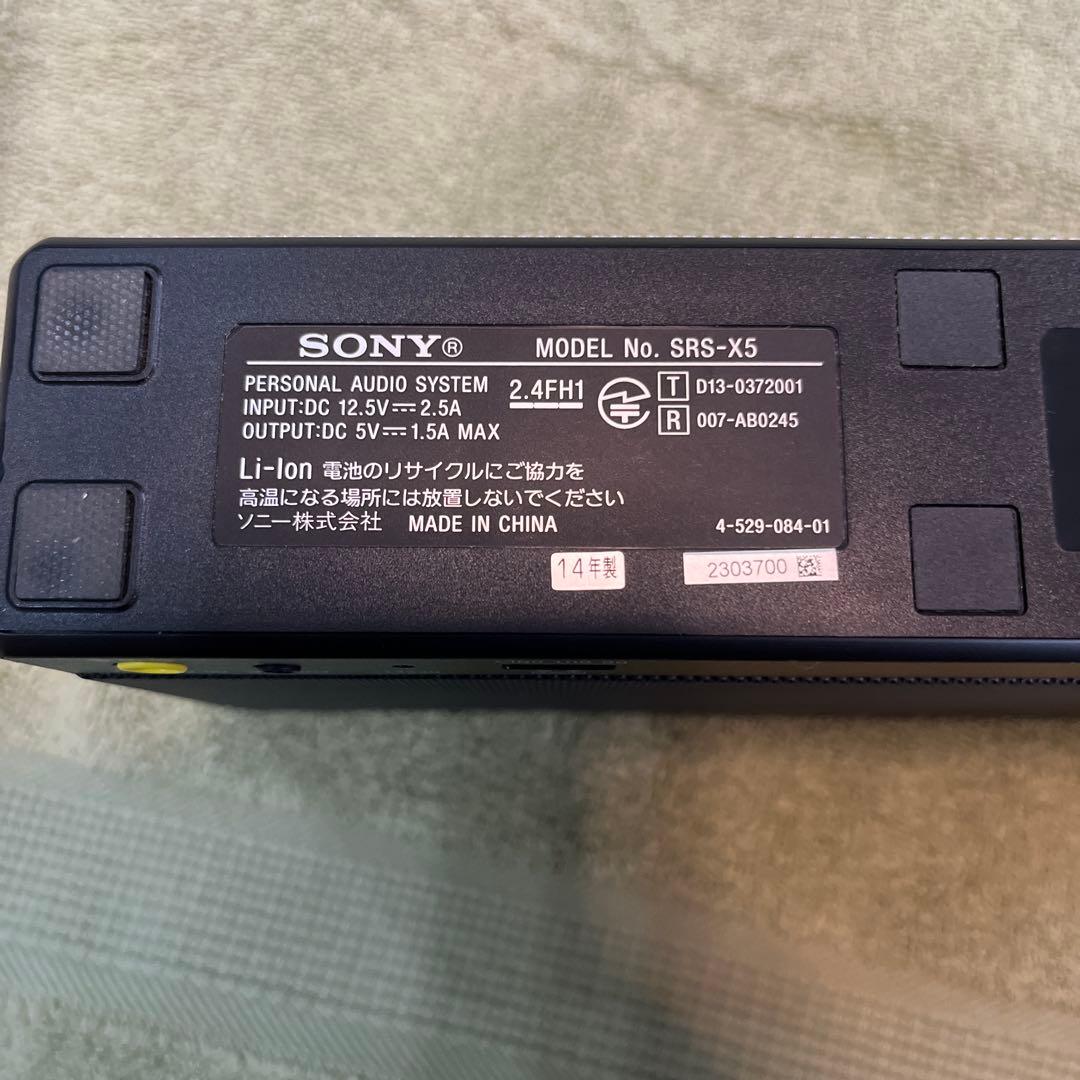 SONY® MODEL No. SRS-X5
PERSONAL AUDIO SYSTEM 2.4FH1 T D13-0372001
INPUT:DC 12.5V⎓2.5A R 007-AB0245
OUTPUT:DC 5V⎓1.5A MAX
Li-Ion 電池のリサイクルにご協力を
高温になる場所には放置しないでください
ソニー株式会社 MADE IN CHINA 4-529-084-01
14年製 2303700